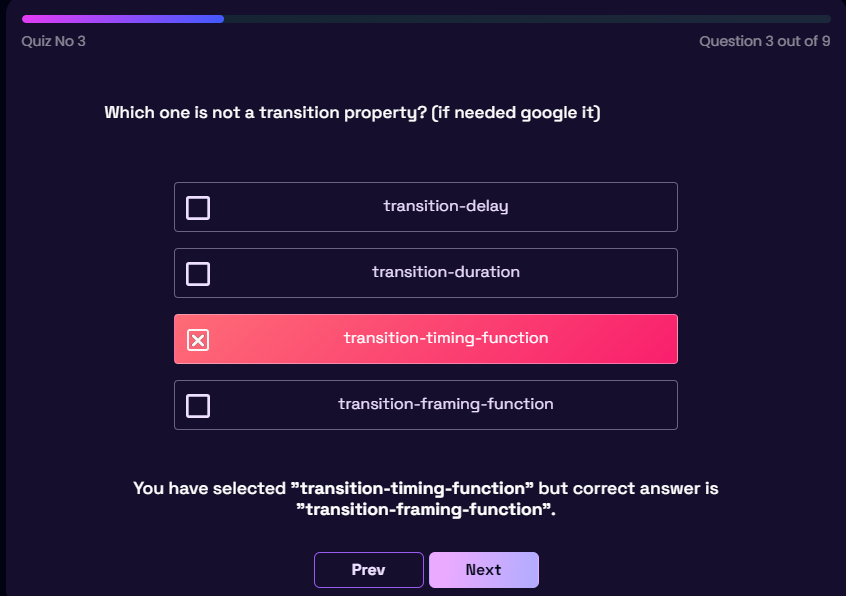 Quiz No 3
Question 3 out of 9
Which one is not a transition property? (if needed google it)
transition-delay
transition-duration
transition-timing-function
transition-framing-function
You have selected ”transition-timing-function” but correct answer is
”transition-framing-function”.
Prev
Next